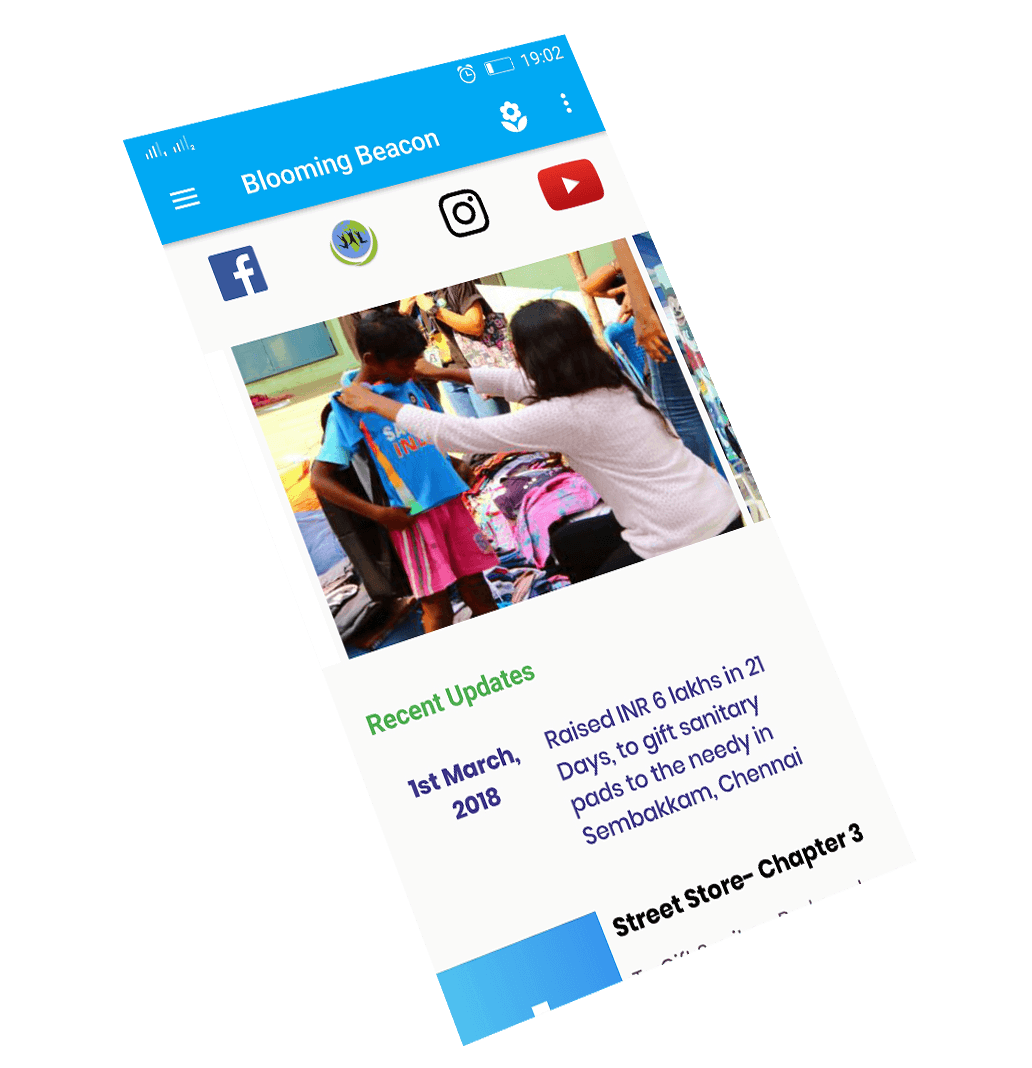 19:02
Blooming Beacon
Recent Updates
1st March,
2018
Raised INR 6 lakhs in 21
Days, to gift sanitary
pads to the needy in
Sembakkam, Chennai
Street Store- Chapter 3